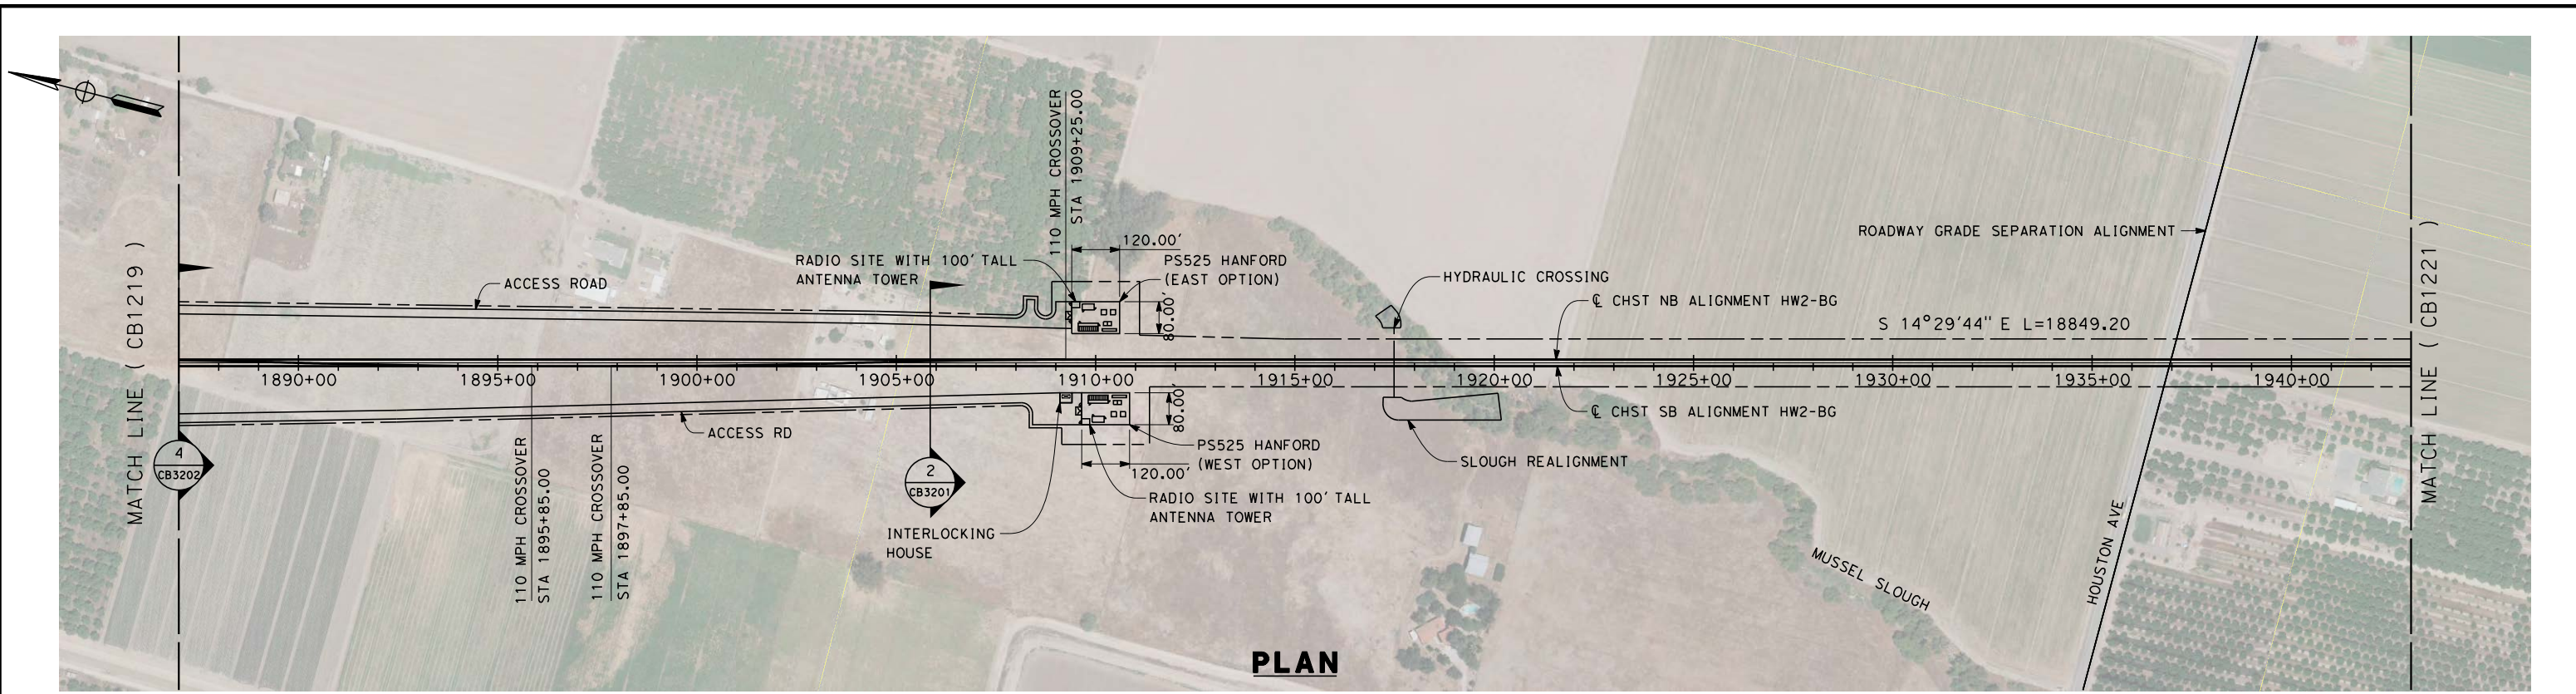 MATCH LINE ( CB1219 )
110 MPH CROSSOVER
STA 1909+25.00
120.00'
RADIO SITE WITH 100' TALL
ANTENNA TOWER
PS525 HANFORD
(EAST OPTION)
80.00'
ACCESS ROAD
HYDRAULIC CROSSING
ROADWAY GRADE SEPARATION ALIGNMENT
℄ CHST NB ALIGNMENT HW2-BG
S 14°29'44" E L=18849.20
1890+00
1895+00
1900+00
1905+00
1910+00
1915+00
1920+00
1925+00
1930+00
1935+00
1940+00
℄ CHST SB ALIGNMENT HW2-BG
ACCESS RD
80.00'
PS525 HANFORD
(WEST OPTION)
120.00'
SLOUGH REALIGNMENT
4
CB3202
2
CB3201
110 MPH CROSSOVER
STA 1895+85.00
110 MPH CROSSOVER
STA 1897+85.00
RADIO SITE WITH 100' TALL
ANTENNA TOWER
INTERLOCKING
HOUSE
MUSSEL SLOUGH
HOUSTON AVE
MATCH LINE ( CB1221 )
PLAN